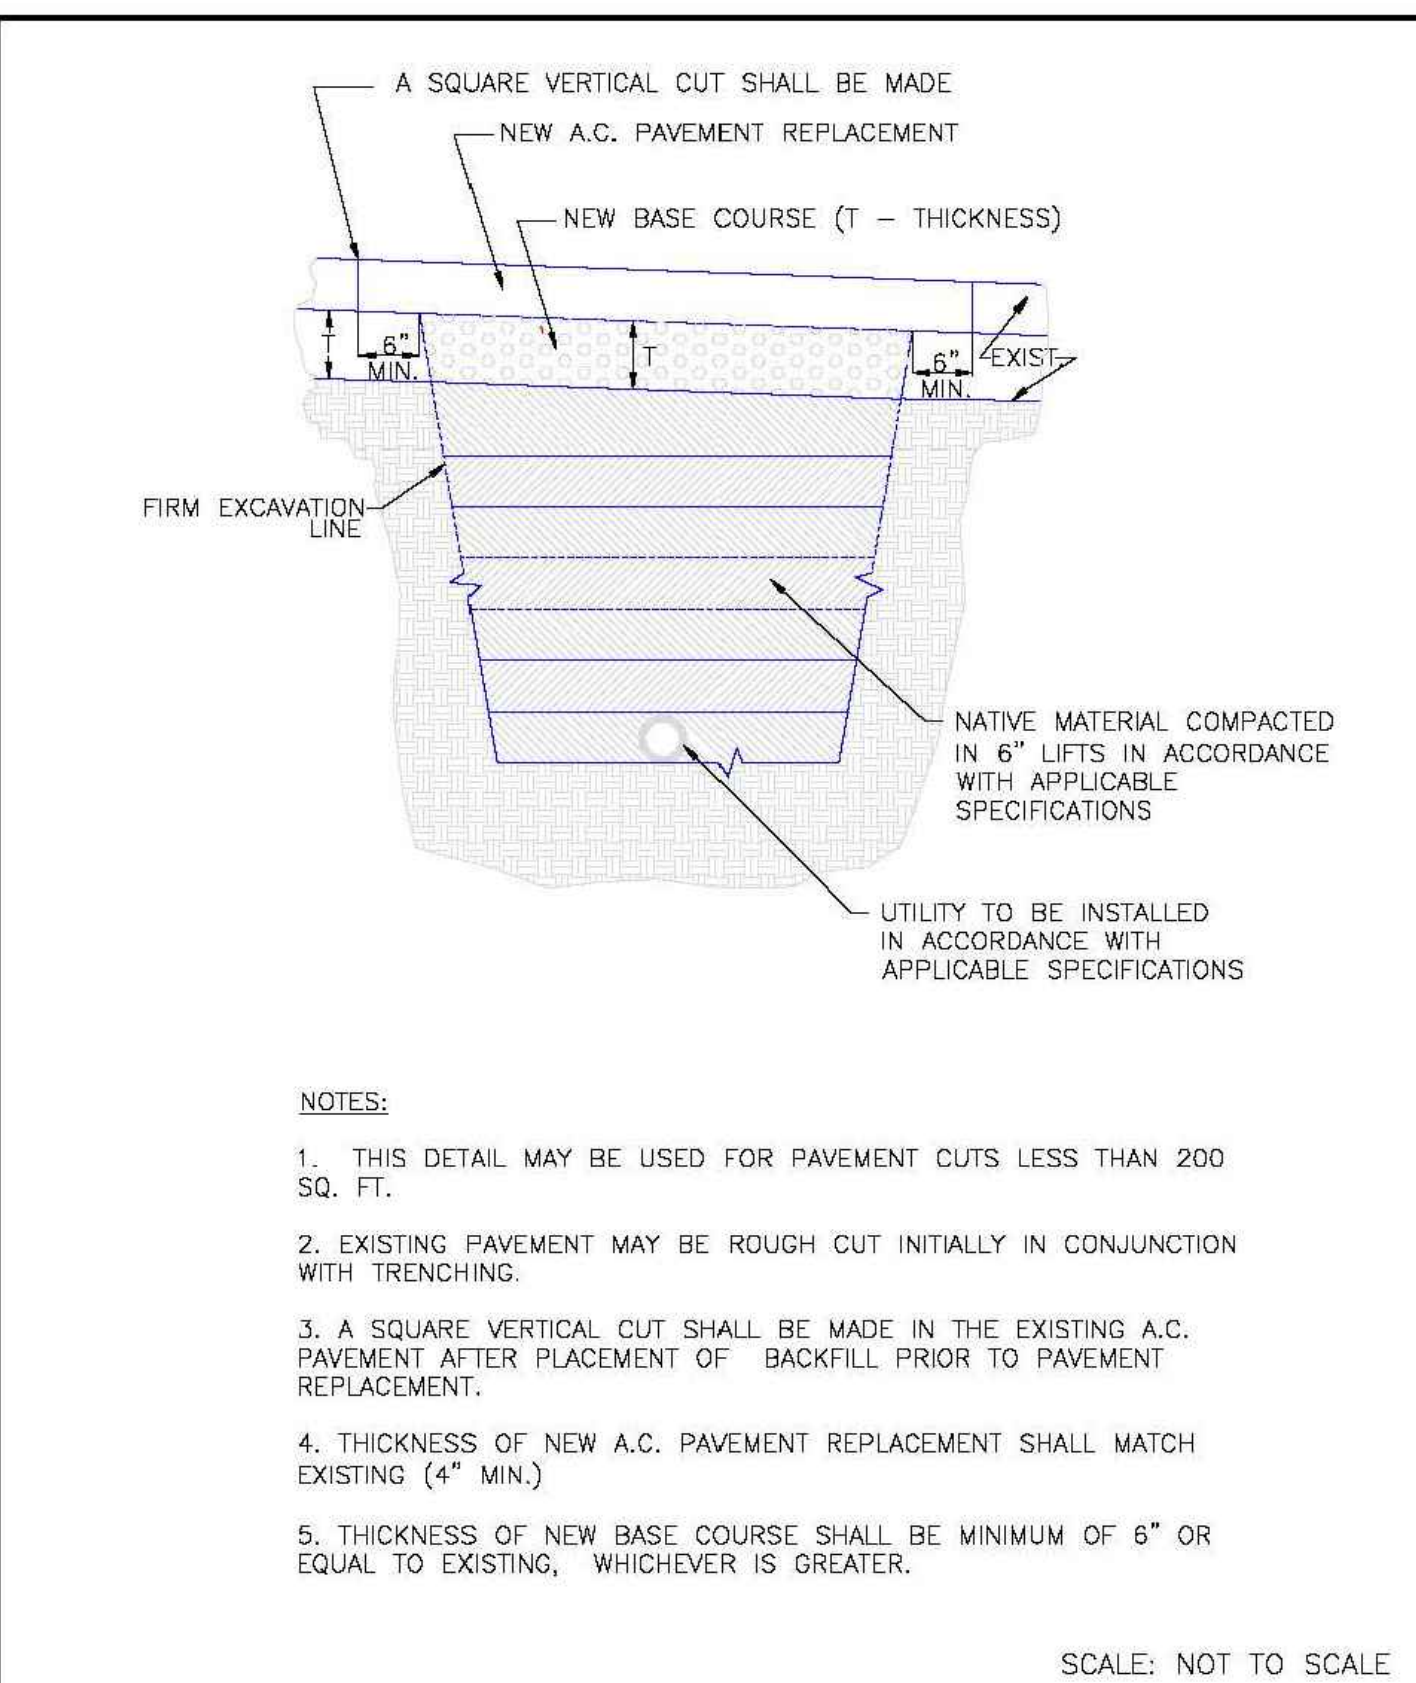 A SQUARE VERTICAL CUT SHALL BE MADE
NEW A.C. PAVEMENT REPLACEMENT
NEW BASE COURSE (T – THICKNESS)
T
6"
MIN.
T
6"
MIN.
EXIST
FIRM EXCAVATION
LINE
NATIVE MATERIAL COMPACTED
IN 6" LIFTS IN ACCORDANCE
WITH APPLICABLE
SPECIFICATIONS
UTILITY TO BE INSTALLED
IN ACCORDANCE WITH
APPLICABLE SPECIFICATIONS
NOTES:
1. THIS DETAIL MAY BE USED FOR PAVEMENT CUTS LESS THAN 200
SQ. FT.
2. EXISTING PAVEMENT MAY BE ROUGH CUT INITIALLY IN CONJUNCTION
WITH TRENCHING.
3. A SQUARE VERTICAL CUT SHALL BE MADE IN THE EXISTING A.C.
PAVEMENT AFTER PLACEMENT OF BACKFILL PRIOR TO PAVEMENT
REPLACEMENT.
4. THICKNESS OF NEW A.C. PAVEMENT REPLACEMENT SHALL MATCH
EXISTING (4" MIN.)
5. THICKNESS OF NEW BASE COURSE SHALL BE MINIMUM OF 6" OR
EQUAL TO EXISTING, WHICHEVER IS GREATER.
SCALE: NOT TO SCALE